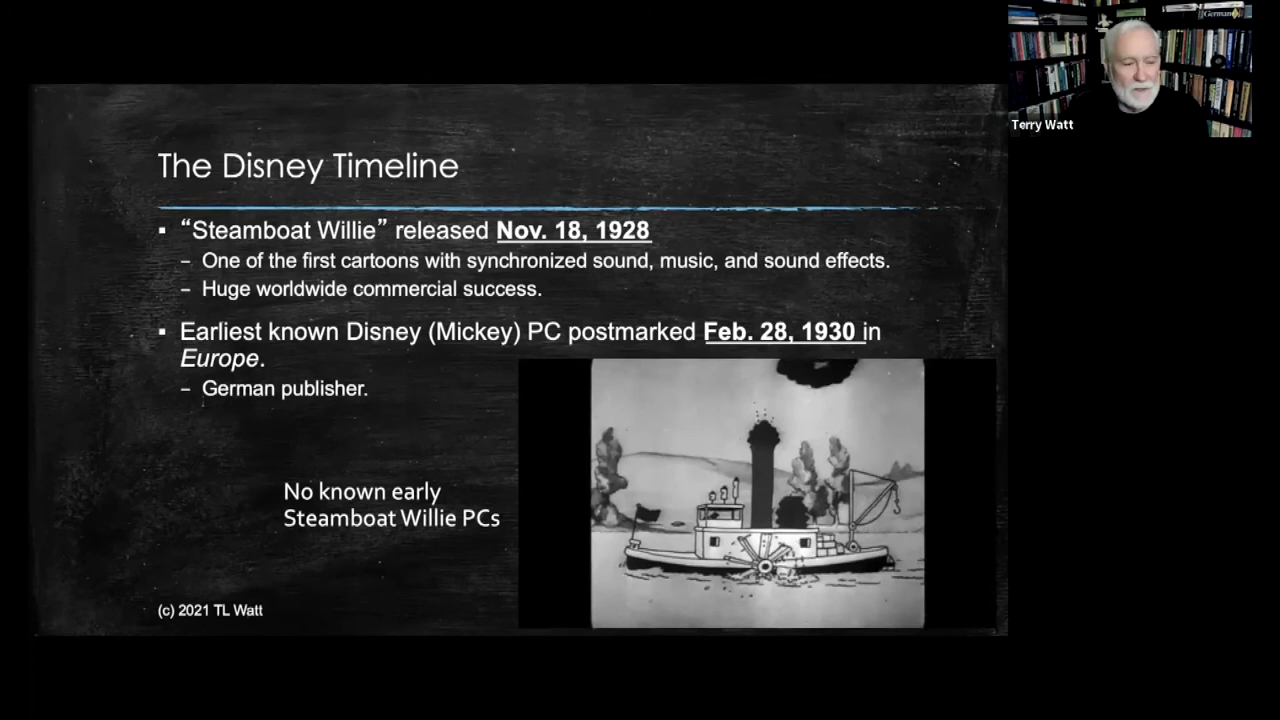 German
Terry Watt
The Disney Timeline
▪ “Steamboat Willie” released Nov. 18, 1928
– One of the first cartoons with synchronized sound, music, and sound effects.
– Huge worldwide commercial success.
▪ Earliest known Disney (Mickey) PC postmarked Feb. 28, 1930 in
Europe.
– German publisher.
No known early
Steamboat Willie PCs
(c) 2021 TL Watt